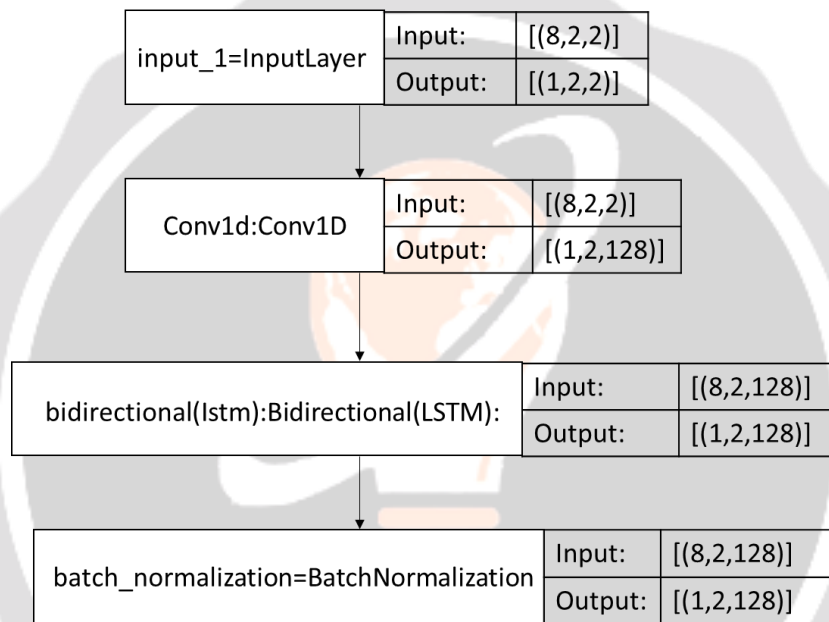 input_1=InputLayer
Input: [(8,2,2)]
Output: [(1,2,2)]
Conv1d:Conv1D
Input: [(8,2,2)]
Output: [(1,2,128)]
bidirectional(Istm):Bidirectional(LSTM):
Input: [(8,2,128)]
Output: [(1,2,128)]
batch_normalization=BatchNormalization
Input: [(8,2,128)]
Output: [(1,2,128)]